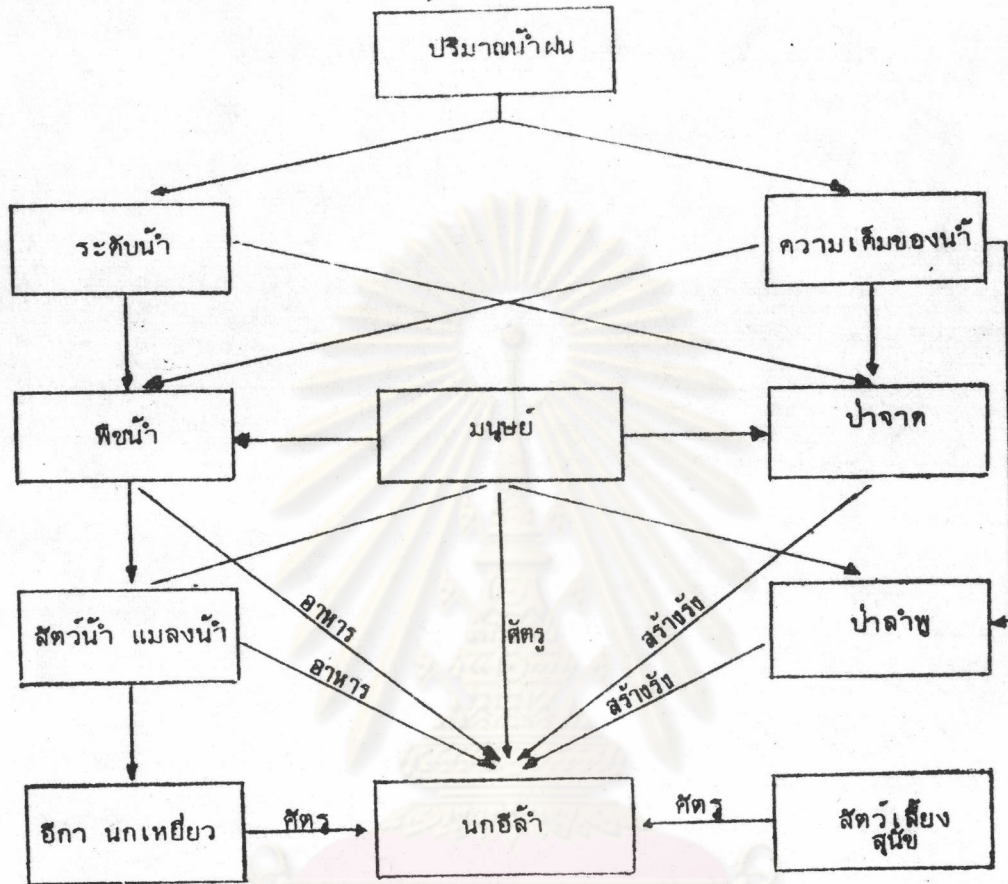 ปริมาณน้ำฝน
ระดับน้ำ
ความเค็มของน้ำ
พืชน้ำ
มนุษย์
ป่าจาก
อาหาร
ศัตรู
สร้างรัง
สัตว์น้ำ แมลงน้ำ
ป่าลำพู
อาหาร
สร้างรัง
อีกา นกเหยี่ยว
ศัตรู
นกอีล้ำ
ศัตรู
สัตว์เลี้ยง
สุนัข